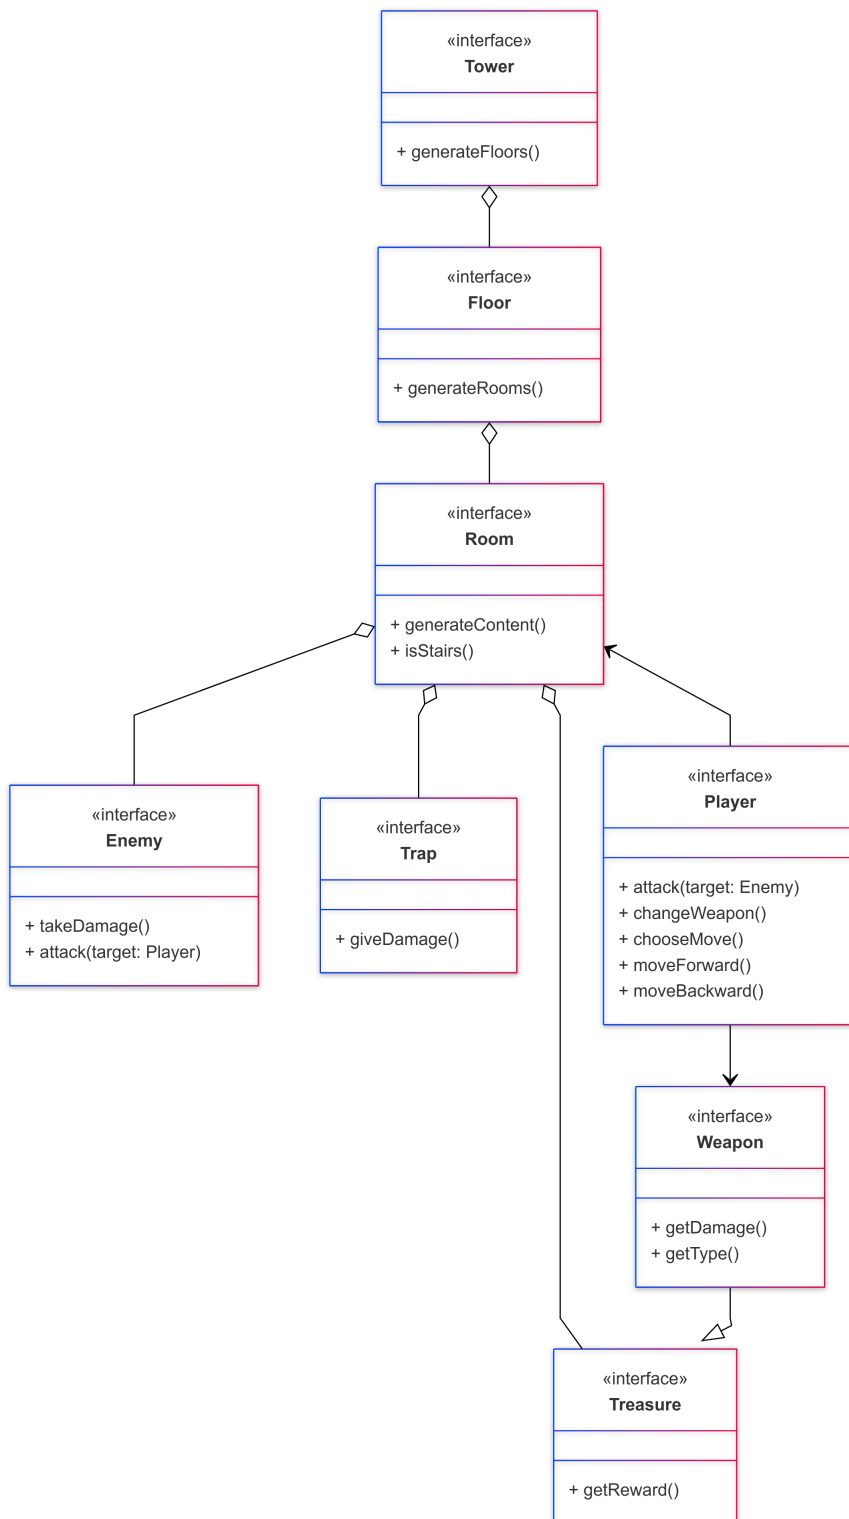 «interface»
Tower
+ generateFloors()
«interface»
Floor
+ generateRooms()
«interface»
Room
+ generateContent()
+ isStairs()
«interface»
Enemy
+ takeDamage()
+ attack(target: Player)
«interface»
Trap
+ giveDamage()
«interface»
Player
+ attack(target: Enemy)
+ changeWeapon()
+ chooseMove()
+ moveForward()
+ moveBackward()
«interface»
Weapon
+ getDamage()
+ getType()
«interface»
Treasure
+ getReward()